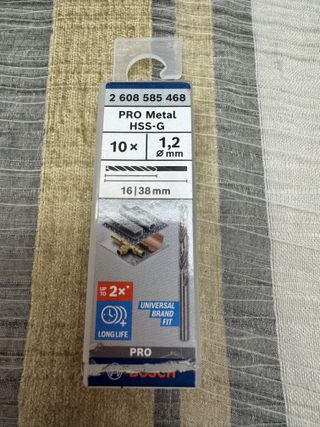 2 608 585 468
PRO Metal
HSS-G
10× 1,2
Ø mm
16|38 mm
UP TO 2×*
LONG LIFE
UNIVERSAL
BRAND
FIT
PRO
BOSCH